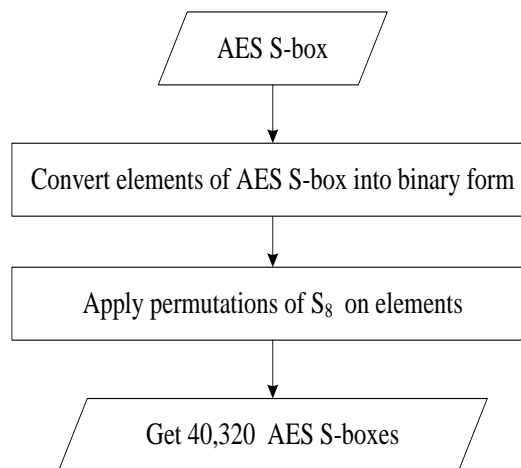 AES S-box
Convert elements of AES S-box into binary form
Apply permutations of S₈ on elements
Get 40,320 AES S-boxes